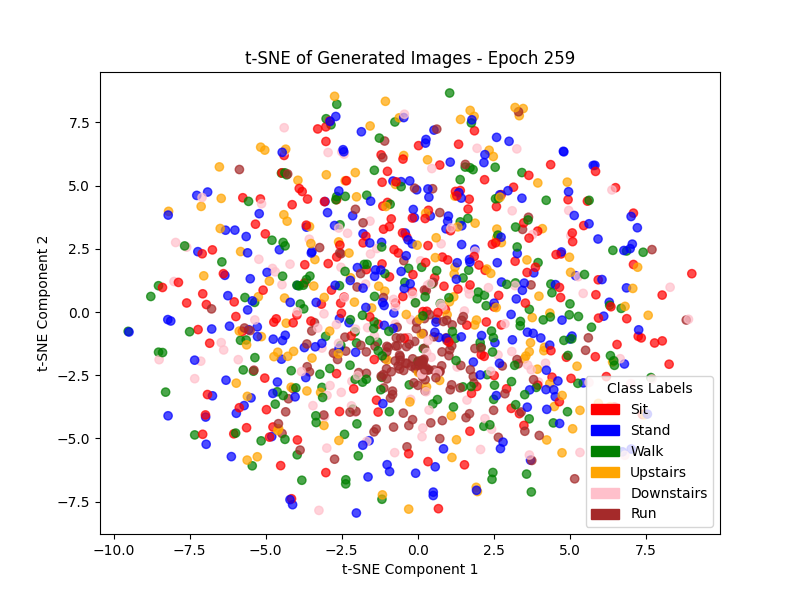 t-SNE of Generated Images - Epoch 259
t-SNE Component 2
7.5
5.0
2.5
0.0
−2.5
−5.0
−7.5
Class Labels
Sit
Stand
Walk
Upstairs
Downstairs
Run
−10.0 −7.5 −5.0 −2.5 0.0 2.5 5.0 7.5
t-SNE Component 1